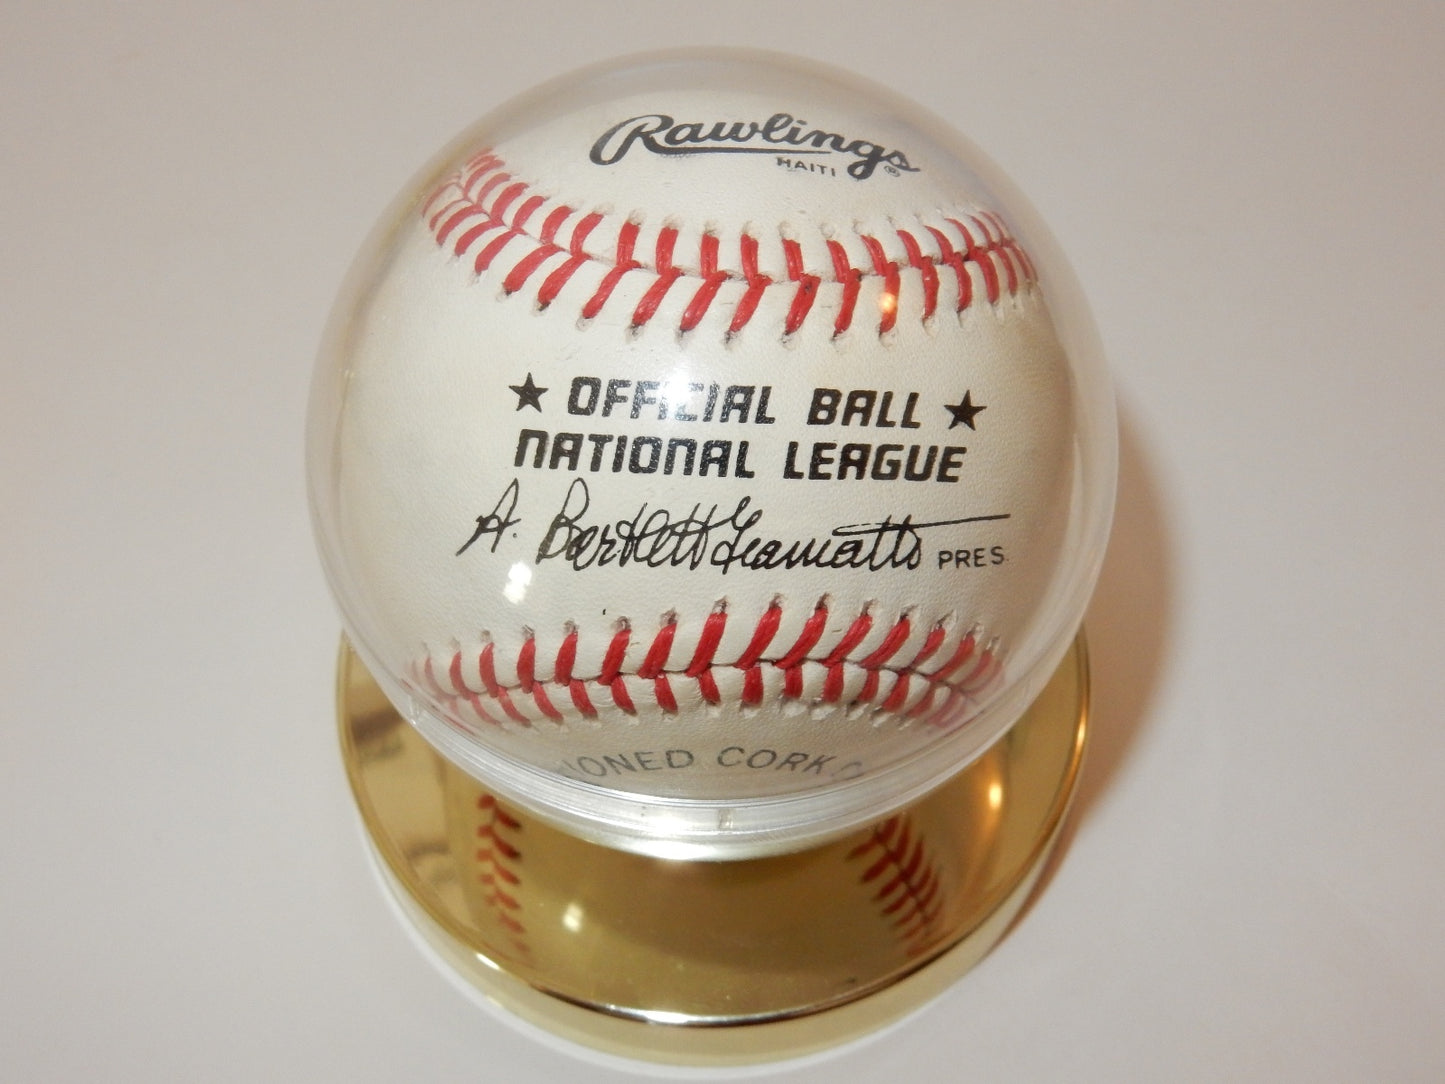 Rawlings
HAITI ®
★ OFFICIAL BALL ★
NATIONAL LEAGUE
A. Bartlett Giamatti PRES.
IONED CORK C